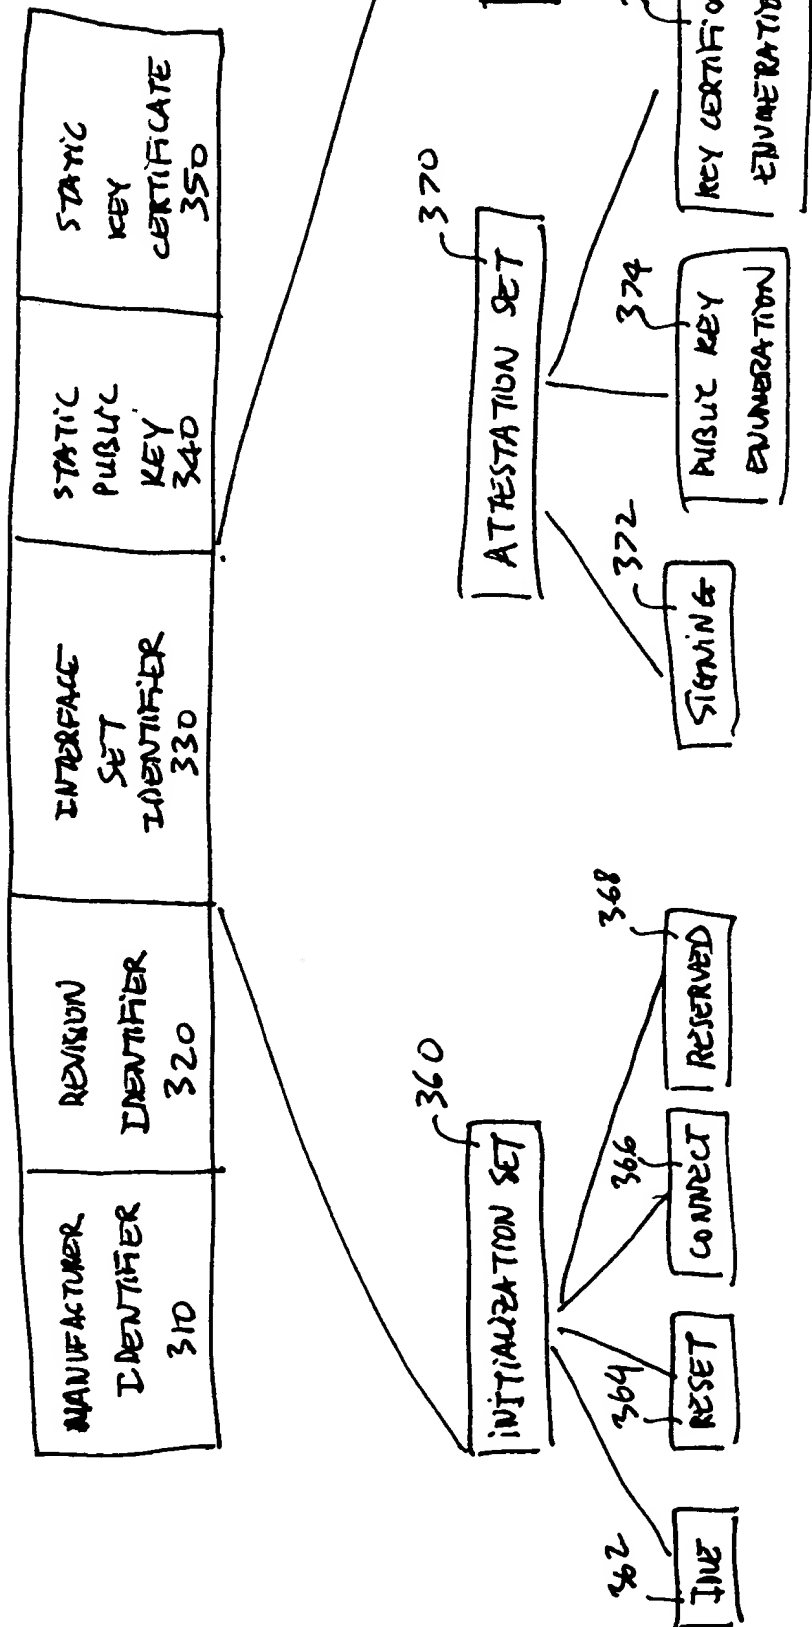 MANUFACTURER
IDENTIFIER
310
REVISION
IDENTIFIER
320
INTERFACE
SET
IDENTIFIER
330
STATIC
PUBLIC
KEY
340
STATIC
KEY
CERTIFICATE
350
INITIALIZATION SET
360
IDLE
362
RESET
364
CONNECT
366
RESERVED
368
ATTESTATION SET
370
SIGNING
372
PUBLIC KEY
ENUMERATION
374
KEY